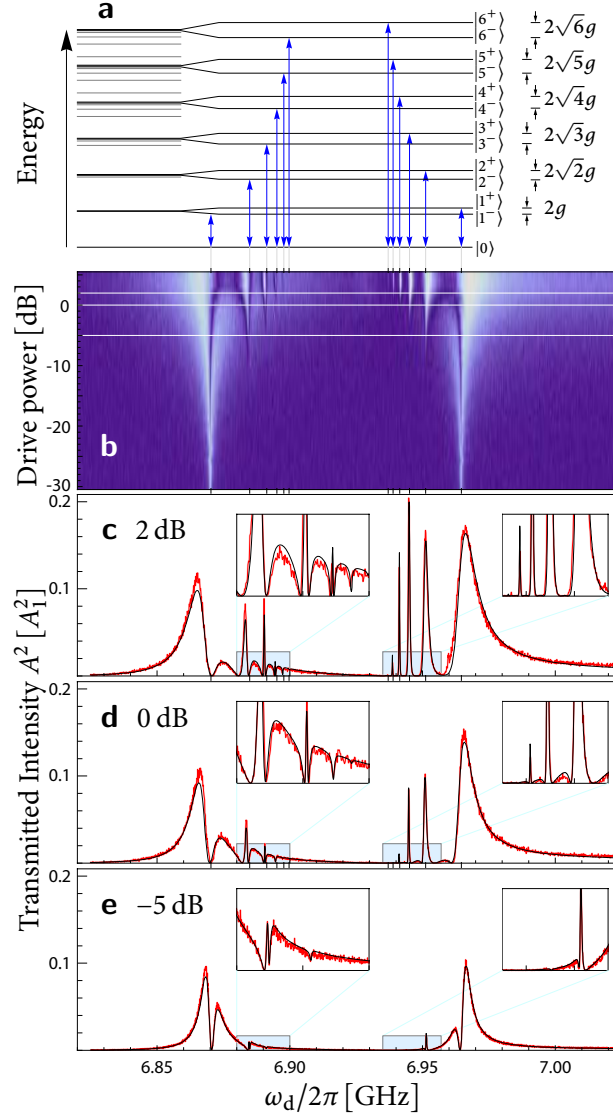 a
Energy
|6⁺⟩
|6⁻⟩
2√6g
|5⁺⟩
|5⁻⟩
2√5g
|4⁺⟩
|4⁻⟩
2√4g
|3⁺⟩
|3⁻⟩
2√3g
|2⁺⟩
|2⁻⟩
2√2g
|1⁺⟩
|1⁻⟩
2g
|0⟩
Drive power [dB]
0
-10
-20
-30
b
Transmitted Intensity A² [A₁²]
0.2
0.1
c 2 dB
0.2
0.1
d 0 dB
0.2
0.1
e −5 dB
6.85 6.90 6.95 7.00
ω_d/2π [GHz]